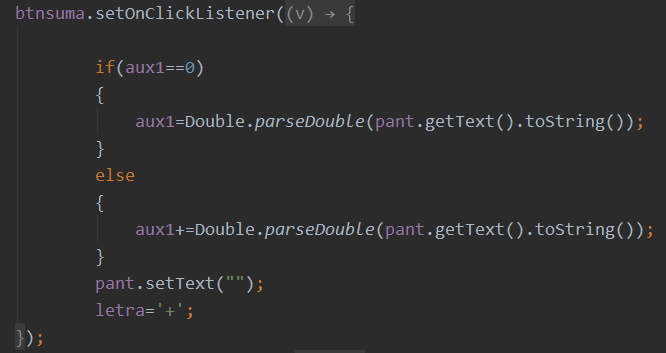 btnsuma.setOnClickListener((v) → {
if(aux1==0)
{
aux1=Double.parseDouble(pant.getText().toString());
}
else
{
aux1+=Double.parseDouble(pant.getText().toString());
}
pant.setText("");
letra='+';
});